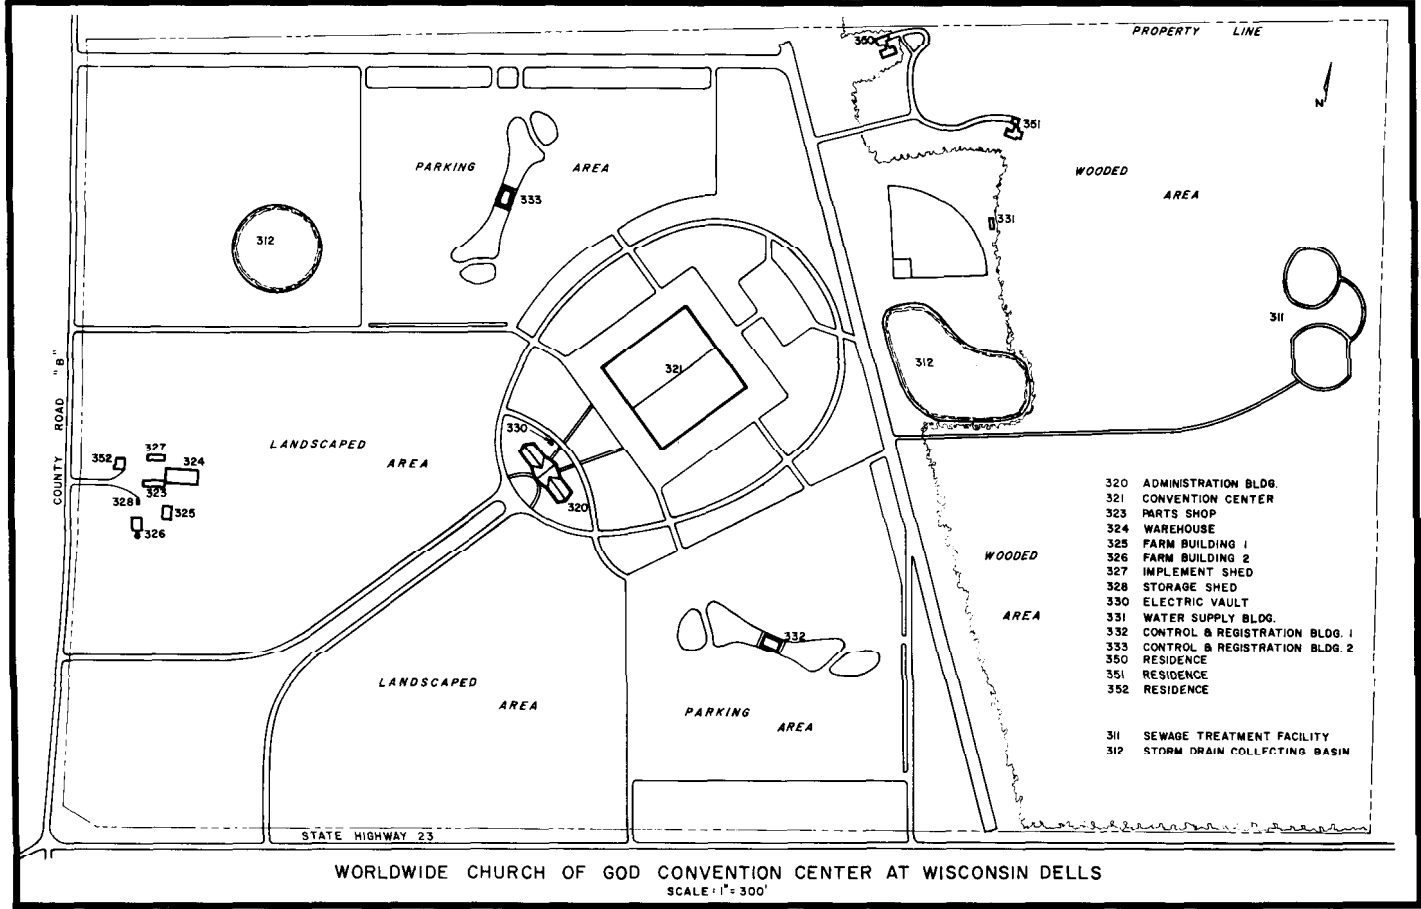 PROPERTY LINE
350
N
351
PARKING AREA
WOODED
AREA
333
331
312
311
312
321
COUNTY ROAD "B"
330
LANDSCAPED
AREA
352
327
324
323
328
325
326
320
320 ADMINISTRATION BLDG.
321 CONVENTION CENTER
323 PARTS SHOP
324 WAREHOUSE
325 FARM BUILDING 1
326 FARM BUILDING 2
327 IMPLEMENT SHED
328 STORAGE SHED
330 ELECTRIC VAULT
331 WATER SUPPLY BLDG.
332 CONTROL & REGISTRATION BLDG. 1
333 CONTROL & REGISTRATION BLDG. 2
350 RESIDENCE
351 RESIDENCE
352 RESIDENCE
311 SEWAGE TREATMENT FACILITY
312 STORM DRAIN COLLECTING BASIN
WOODED
AREA
332
LANDSCAPED
AREA
PARKING
AREA
STATE HIGHWAY 23
WORLDWIDE CHURCH OF GOD CONVENTION CENTER AT WISCONSIN DELLS
SCALE: 1" = 300'